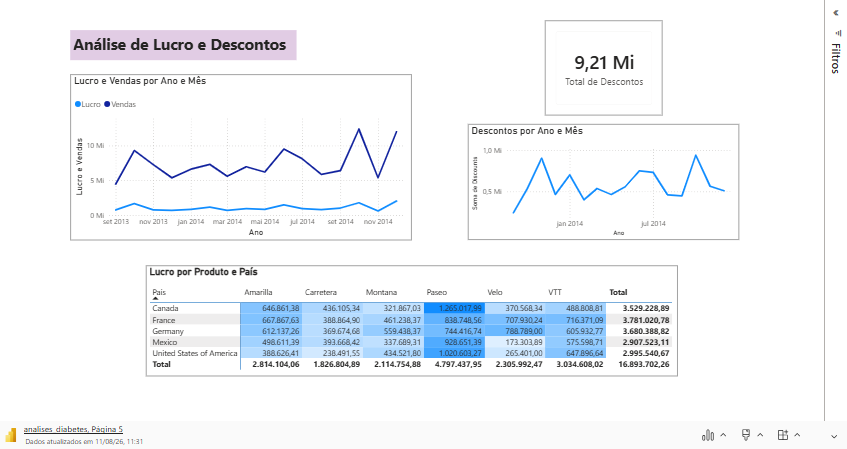 Análise de Lucro e Descontos
9,21 Mi
Total de Descontos
Filtros
Lucro e Vendas por Ano e Mês
Lucro Vendas
Lucro e Vendas
10 Mi
5 Mi
0 Mi
set 2013 nov 2013 jan 2014 mar 2014 mai 2014 jul 2014 set 2014 nov 2014
Ano
Descontos por Ano e Mês
Soma de Discounts
1,0 Mi
0,5 Mi
jan 2014 jul 2014
Ano
Lucro por Produto e País
País Amarilla Carretera Montana Paseo Velo VTT Total
Canada 646.861,38 436.105,34 321.867,03 1.265.017,99 370.568,34 488.808,81 3.529.228,89
France 667.867,63 388.864,90 461.238,37 838.748,56 707.930,24 716.371,09 3.781.020,78
Germany 612.137,26 369.674,68 559.438,37 744.416,74 788.789,00 605.932,77 3.680.388,82
Mexico 498.611,39 393.668,42 337.689,31 928.651,39 173.303,89 575.598,71 2.907.523,11
United States of America 388.626,41 238.491,55 434.521,80 1.020.603,27 265.401,00 647.896,64 2.995.540,67
Total 2.814.104,06 1.826.804,89 2.114.754,88 4.797.437,95 2.305.992,47 3.034.608,02 16.893.702,26
analises_diabetes, Página 5
Dados atualizados em 11/08/26, 11:31